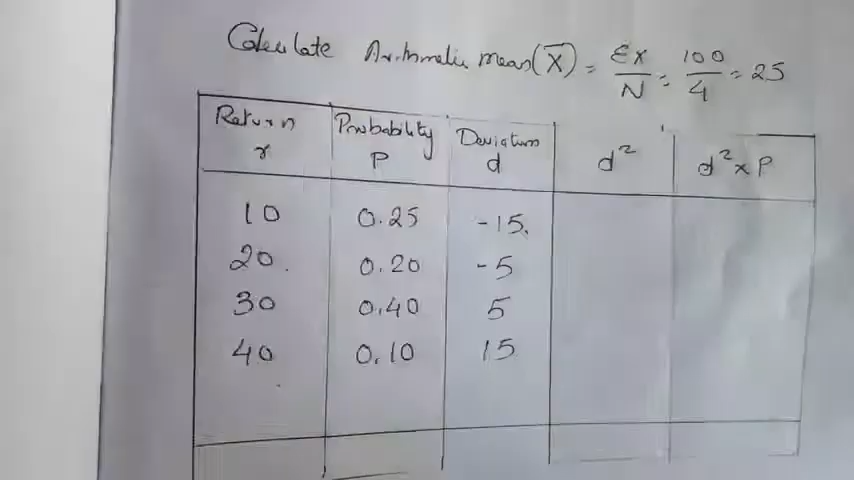 Calculate Arithmetic mean (X̄) = ΣX/N = 100/4 = 25
Return r | Probability P | Deviation d | d² | d² x P
10 | 0.25 | -15
20 | 0.20 | -5
30 | 0.40 | 5
40 | 0.10 | 15